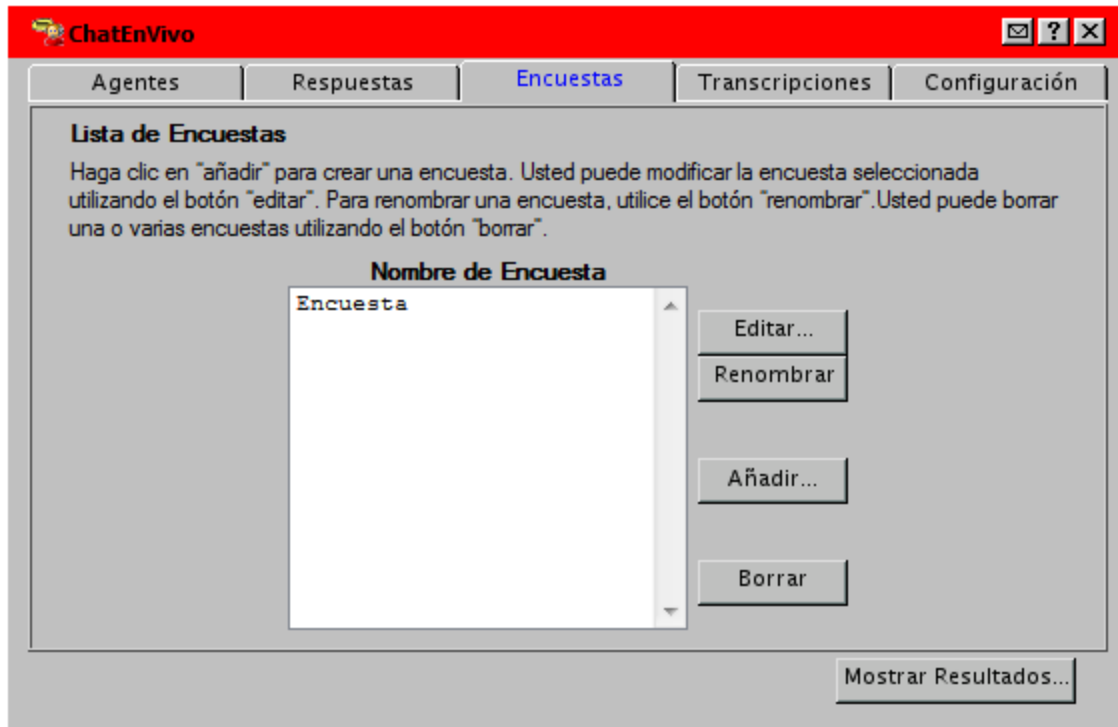 ChatEnVivo
?
Agentes Respuestas Encuestas Transcripciones Configuración
Lista de Encuestas
Haga clic en "añadir" para crear una encuesta. Usted puede modificar la encuesta seleccionada
utilizando el botón "editar". Para renombrar una encuesta, utilice el botón "renombrar".Usted puede borrar
una o varias encuestas utilizando el botón "borrar".
Nombre de Encuesta
Encuesta
Editar...
Renombrar
Añadir...
Borrar
Mostrar Resultados...